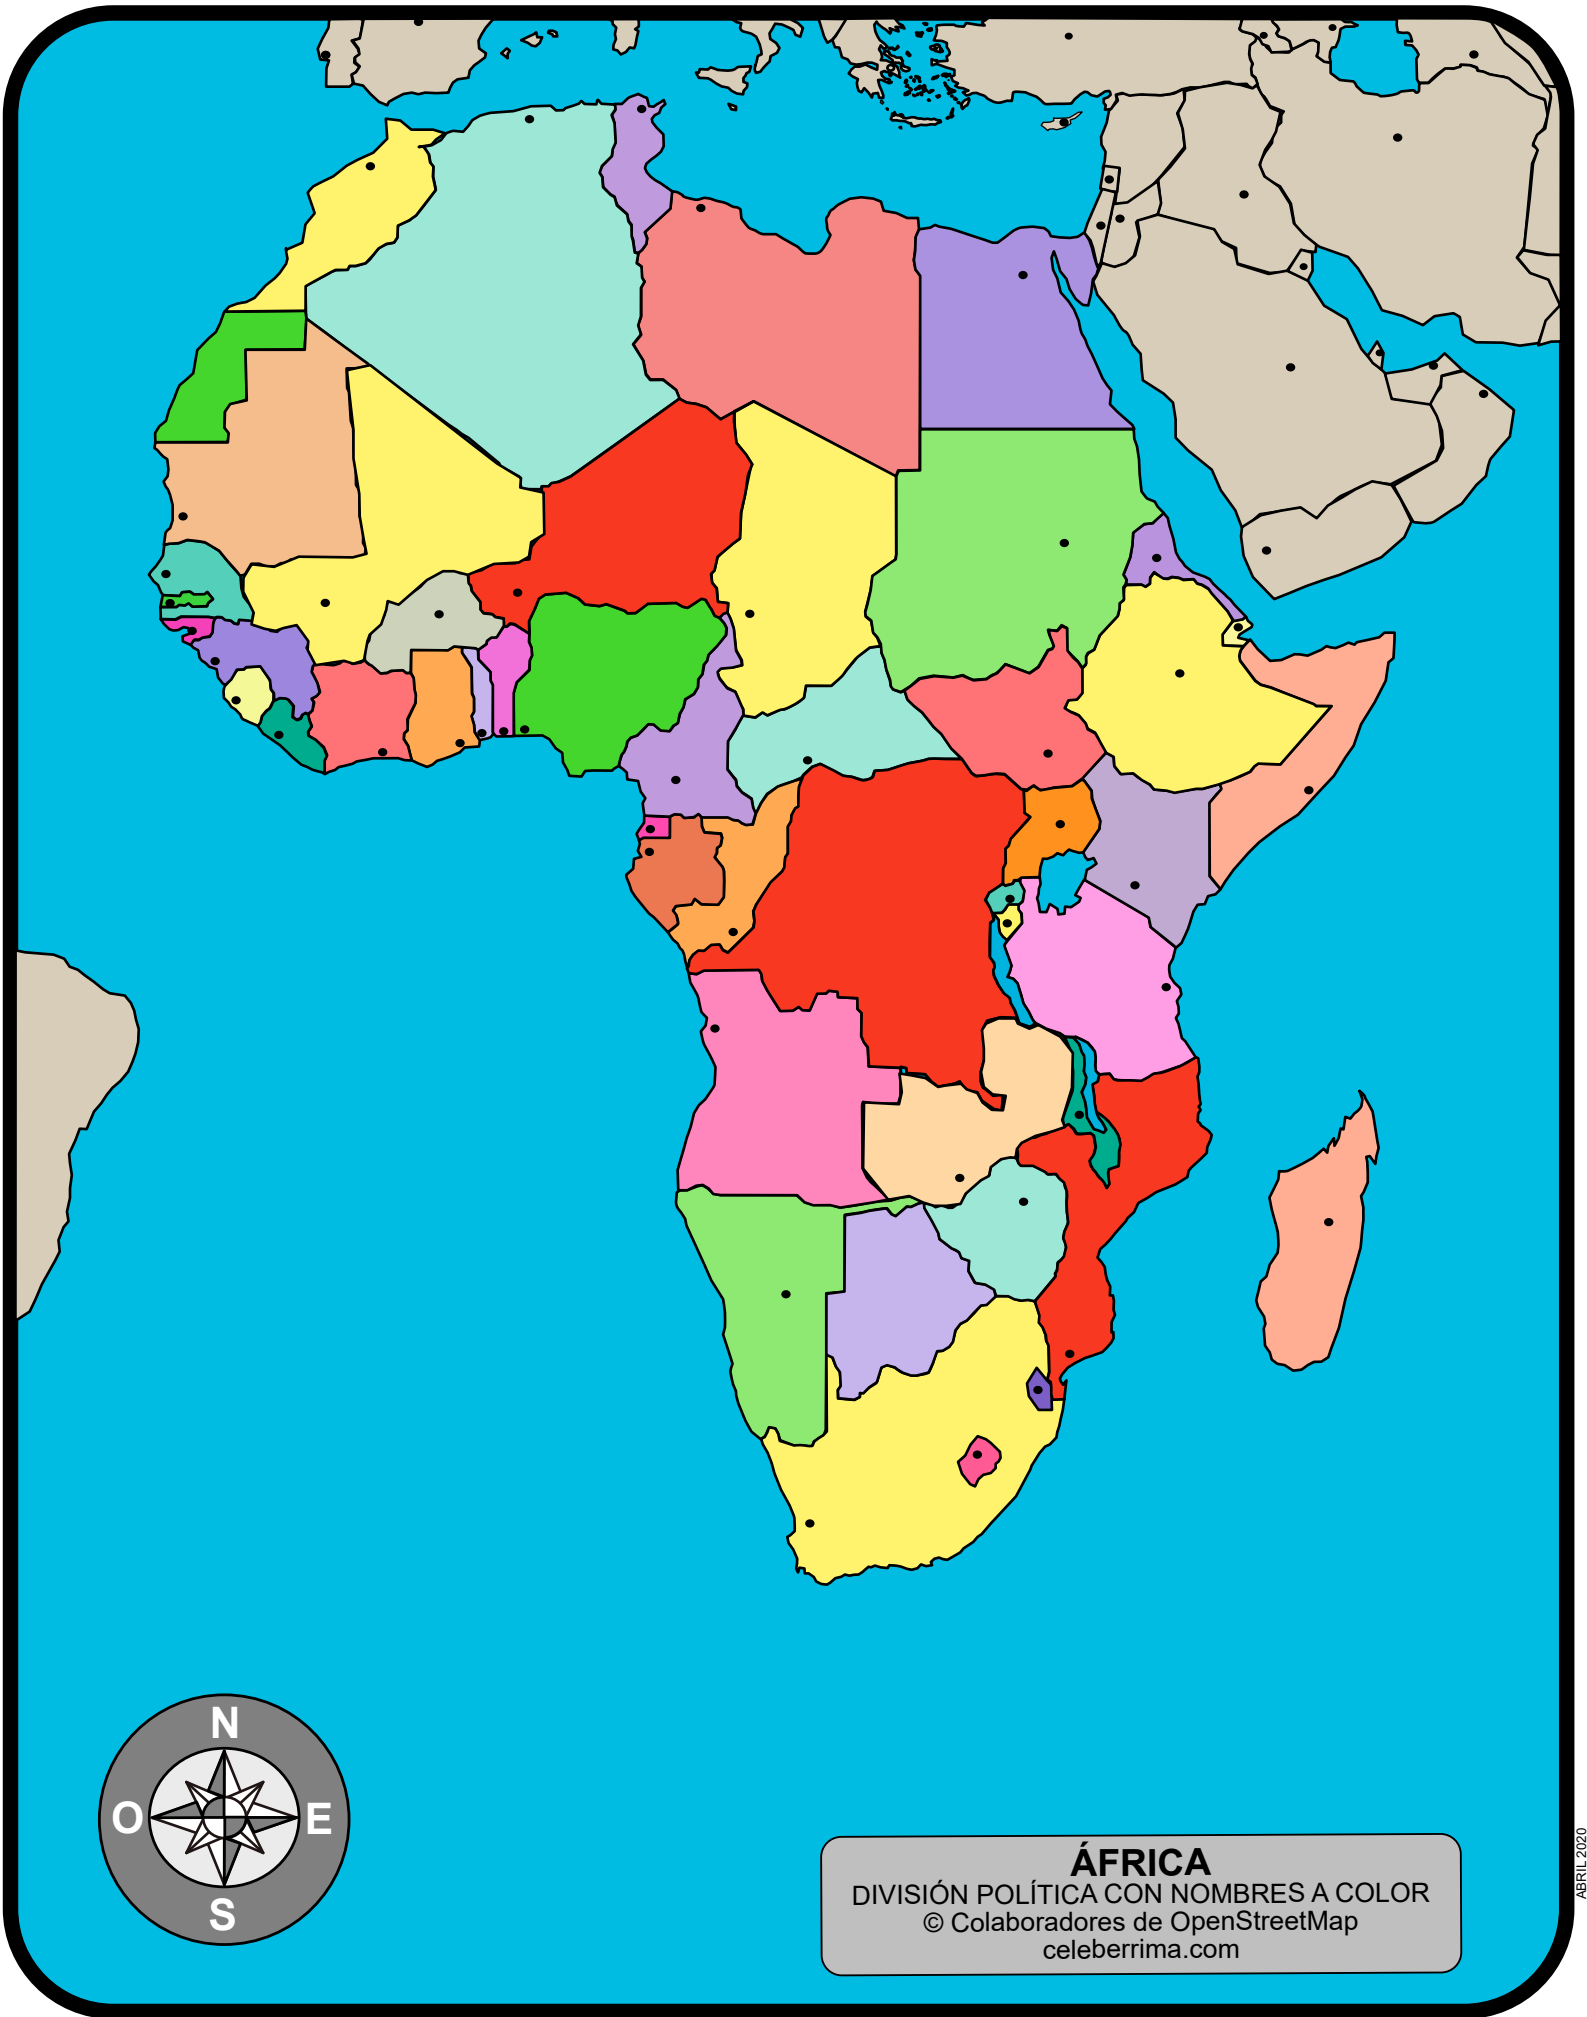 N
O
E
S
ÁFRICA
DIVISIÓN POLÍTICA CON NOMBRES A COLOR
© Colaboradores de OpenStreetMap
celeberrima.com
ABRIL 2020